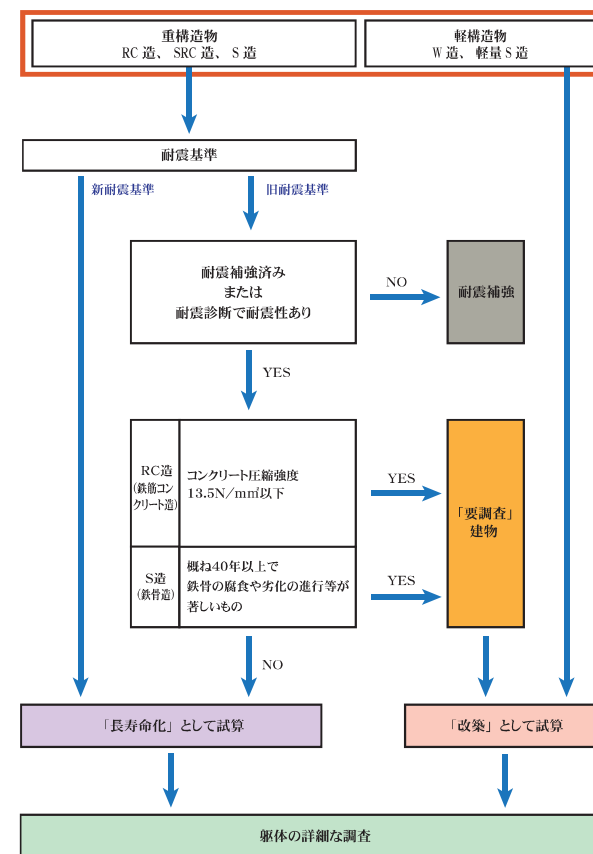 重構造物
RC 造、 SRC 造、 S 造
軽構造物
W 造、 軽量 S 造
耐震基準
新耐震基準
旧耐震基準
耐震補強済み
または
耐震診断で耐震性あり
NO
耐震補強
YES
RC造
(鉄筋コン
クリート造)
コンクリート圧縮強度
13.5N/m㎡以下
YES
「要調査」
建物
S造
(鉄骨造)
概ね40年以上で
鉄骨の腐食や劣化の進行等が
著しいもの
YES
NO
「長寿命化」として試算
「改築」として試算
躯体の詳細な調査